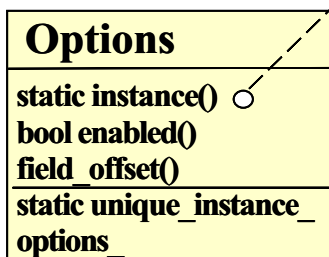 Options
static instance()
bool enabled()
field_offset()
static unique_instance_
options_